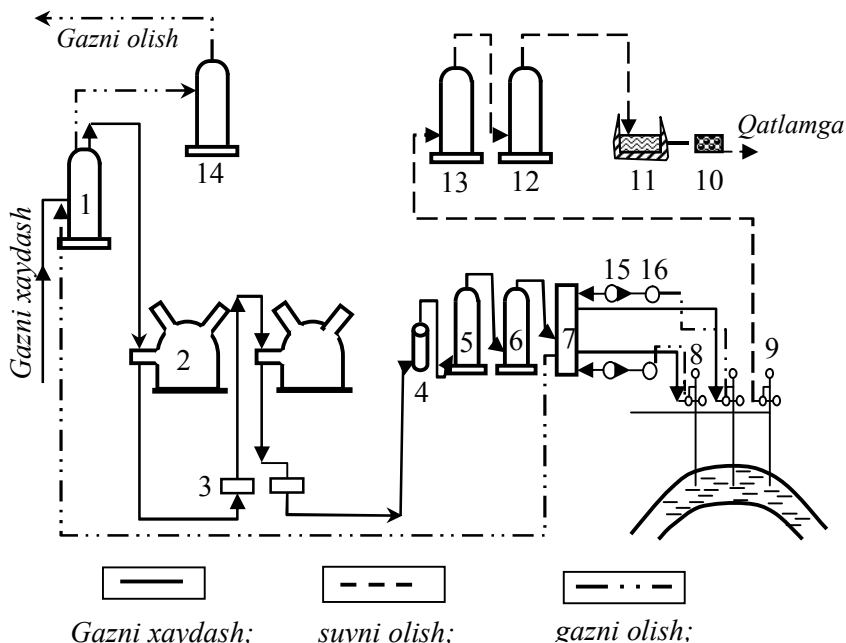 Gazni olish
14
1
Gazni xaydash
13
12
11
10
Qatlamga
2
3
4
5
6
7
15
16
8
9
Gazni xaydash;
suvni olish;
gazni olish;